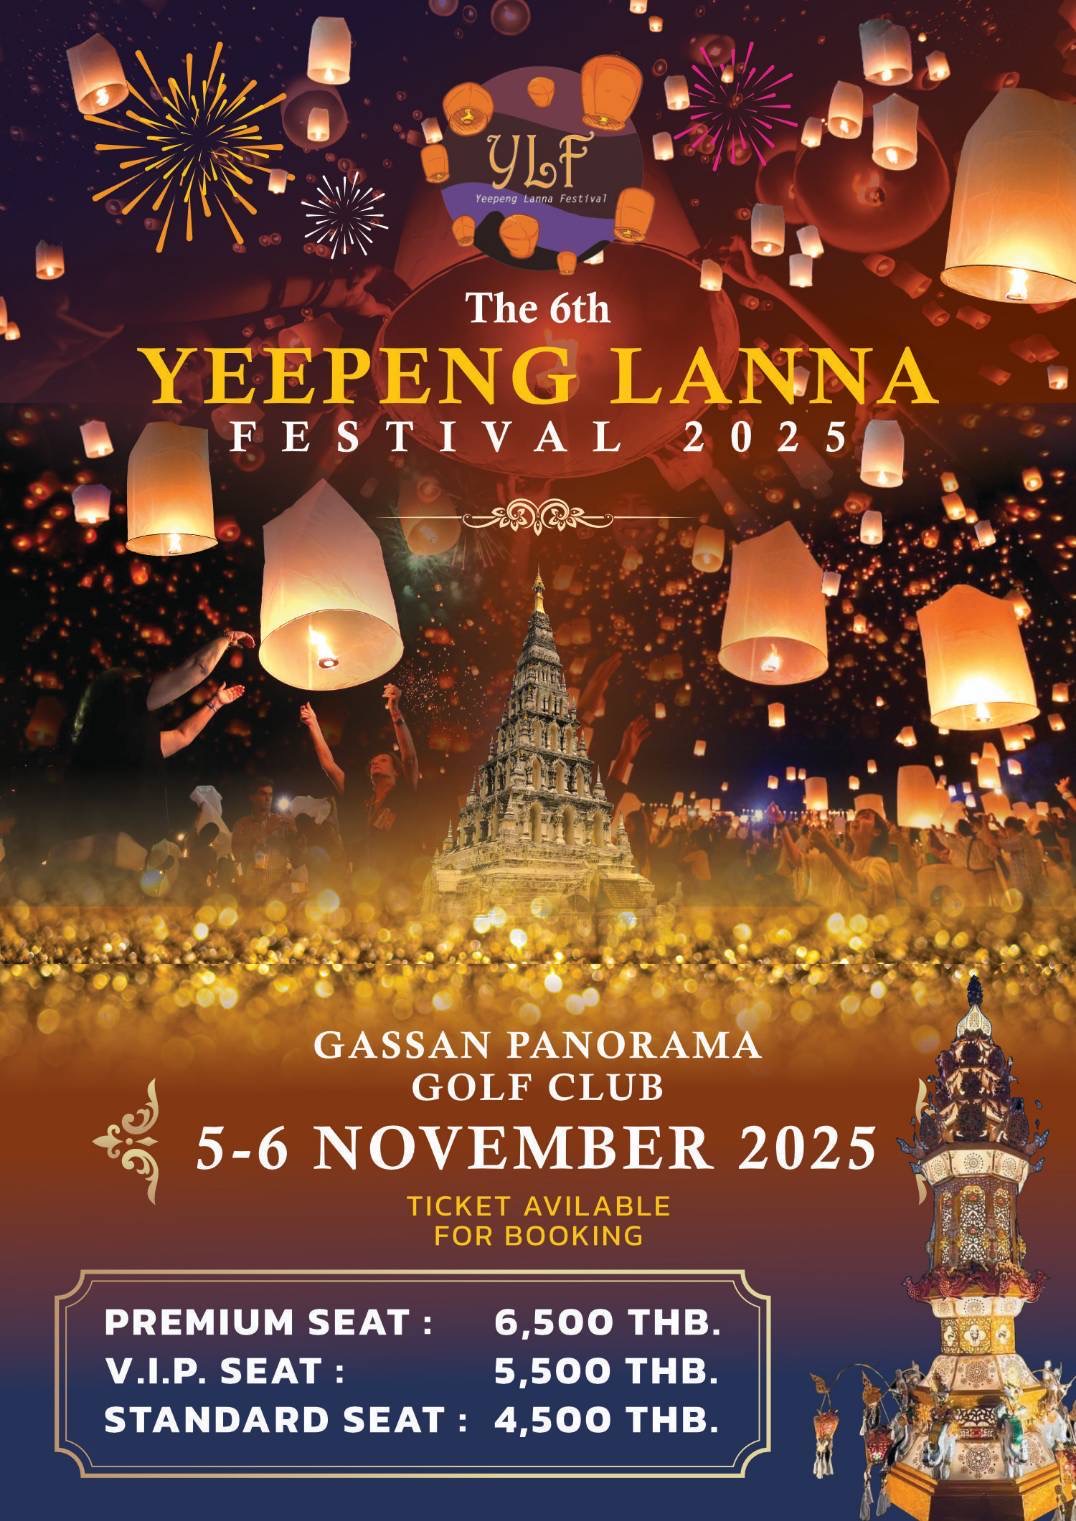 YLF
Yeepeng Lanna Festival
The 6th
YEEPENG LANNA
FESTIVAL 2025
GASSAN PANORAMA
GOLF CLUB
5-6 NOVEMBER 2025
TICKET AVILABLE
FOR BOOKING
PREMIUM SEAT : 6,500 THB.
V.I.P. SEAT : 5,500 THB.
STANDARD SEAT : 4,500 THB.